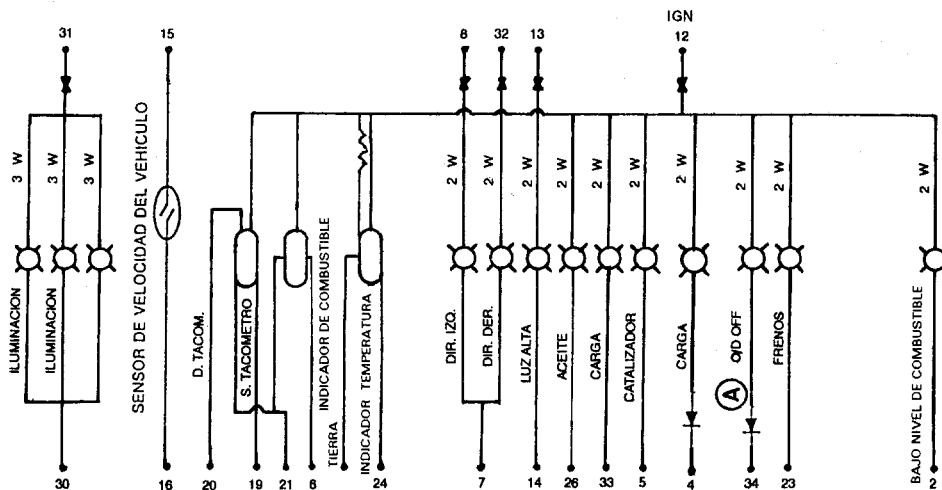 IGN
31
15
8
32
13
12
3 W
3 W
3 W
2 W
2 W
2 W
2 W
2 W
2 W
2 W
2 W
2 W
2 W
ILUMINACION
ILUMINACION
SENSOR DE VELOCIDAD DEL VEHICULO
D. TACOM.
S. TACOMETRO
INDICADOR DE COMBUSTIBLE
TIERRA
INDICADOR TEMPERATURA
DIR. IZQ.
DIR. DER.
LUZ ALTA
ACEITE
CARGA
CATALIZADOR
CARGA
A
O/D OFF
FRENOS
BAJO NIVEL DE COMBUSTIBLE
30
16
20
19
21
6
24
7
14
26
33
5
4
34
23
2